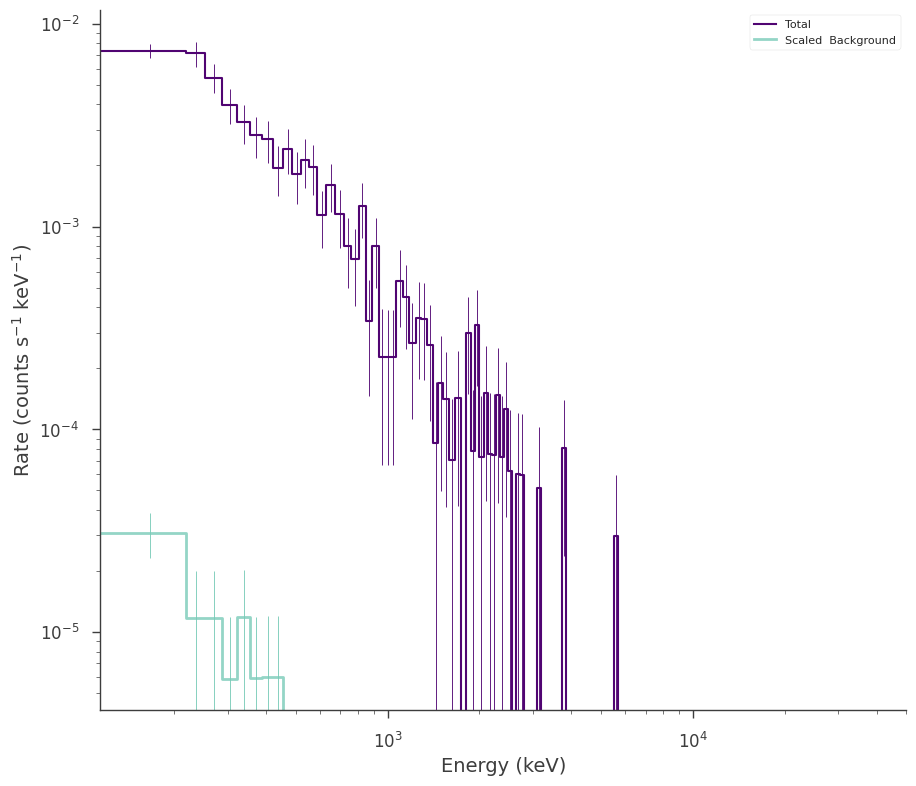 Total
Scaled  Background
10⁻²
10⁻³
10⁻⁴
10⁻⁵
Rate (counts s⁻¹ keV⁻¹)
10³
10⁴
Energy (keV)